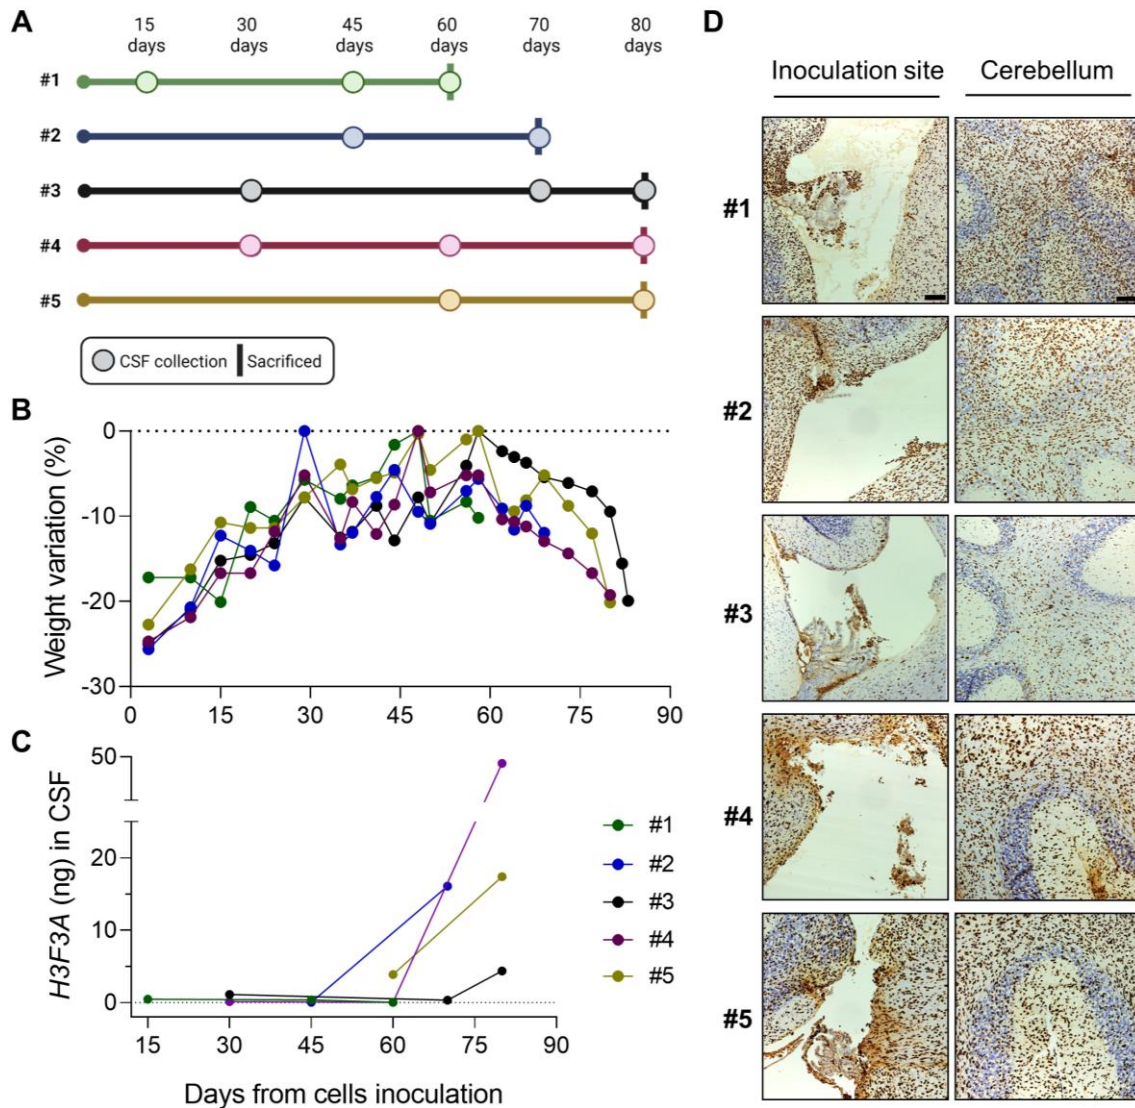 A
15 days
30 days
45 days
60 days
70 days
80 days
#1
#2
#3
#4
#5
CSF collection
Sacrificed
B
Weight variation (%)
0
-10
-20
-30
0
15
30
45
60
75
90
C
H3F3A (ng) in CSF
50
20
10
0
15
30
45
60
75
90
Days from cells inoculation
#1
#2
#3
#4
#5
D
Inoculation site
Cerebellum
#1
#2
#3
#4
#5